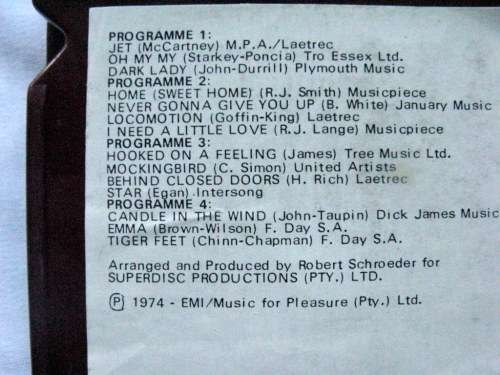 PROGRAMME 1:
JET (McCartney) M.P.A./Laetrec
OH MY MY (Starkey-Poncia) Tro Essex Ltd.
DARK LADY (John-Durrill) Plymouth Music
PROGRAMME 2:
HOME (SWEET HOME) (R.J. Smith) Musicpiece
NEVER GONNA GIVE YOU UP (B. White) January Music
LOCOMOTION (Goffin-King) Laetrec
I NEED A LITTLE LOVE (R.J. Lange) Musicpiece
PROGRAMME 3:
HOOKED ON A FEELING (James) Tree Music Ltd.
MOCKINGBIRD (C. Simon) United Artists
BEHIND CLOSED DOORS (H. Rich) Laetrec
STAR (Egan) Intersong
PROGRAMME 4:
CANDLE IN THE WIND (John-Taupin) Dick James Music
EMMA (Brown-Wilson) F. Day S.A.
TIGER FEET (Chinn-Chapman) F. Day S.A.
Arranged and Produced by Robert Schroeder for
SUPERDISC PRODUCTIONS (PTY.) LTD.
℗ 1974 - EMI/Music for Pleasure (Pty.) Ltd.